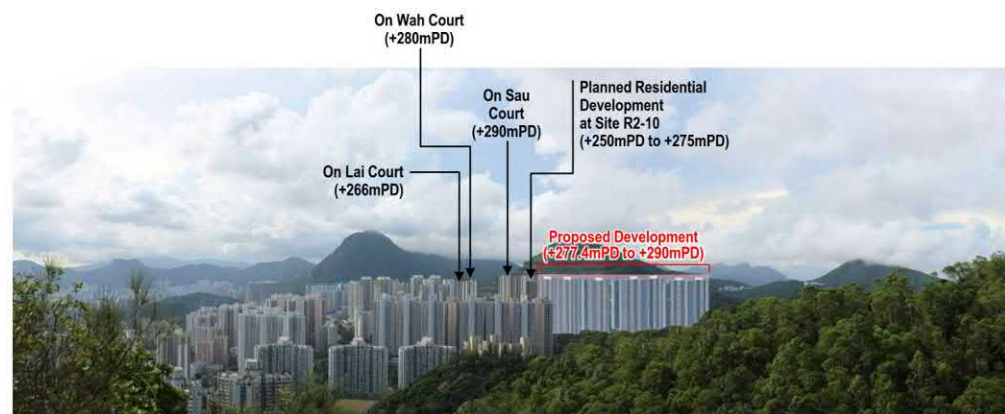 On Wah Court
(+280mPD)
On Sau
Court
(+290mPD)
Planned Residential
Development
at Site R2-10
(+250mPD to +275mPD)
On Lai Court
(+266mPD)
Proposed Development
(+277.4mPD to +290mPD)